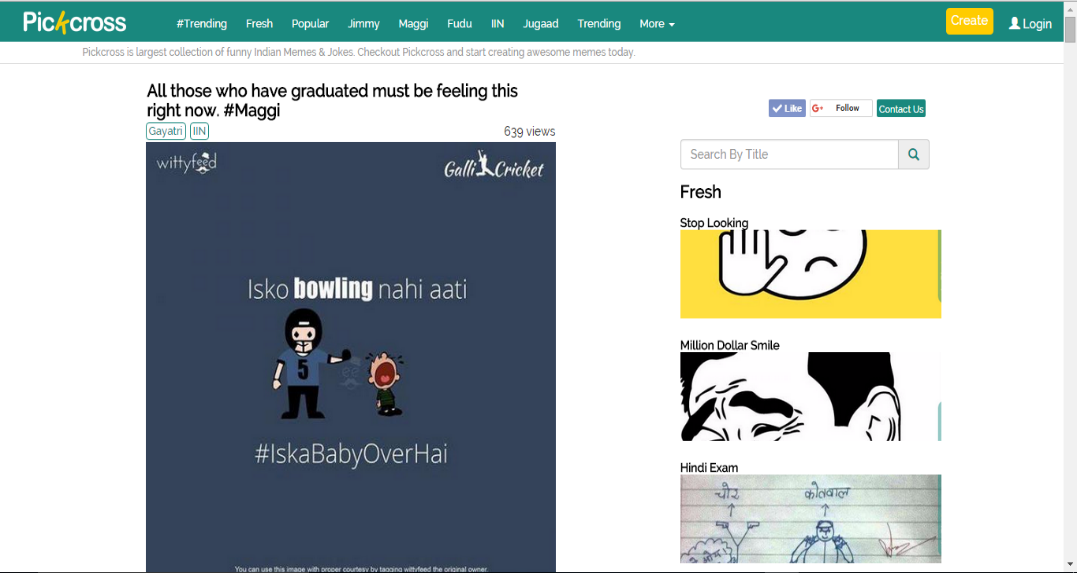 Pickcross
#Trending Fresh Popular Jimmy Maggi Fudu IIN Jugaad Trending More
Create
Login
Pickcross is largest collection of funny Indian Memes & Jokes. Checkout Pickcross and start creating awesome memes today.
All those who have graduated must be feeling this
right now. #Maggi
Gayatri IIN
639 views
wittyfeed
Galli Cricket
Isko bowling nahi aati
5
#IskaBabyOverHai
You can use this image with proper courtesy by tagging wittyfeed the original owner.
Like
G+ Follow
Contact Us
Search By Title
Fresh
Stop Looking
Million Dollar Smile
Hindi Exam
चोर कोतवाल